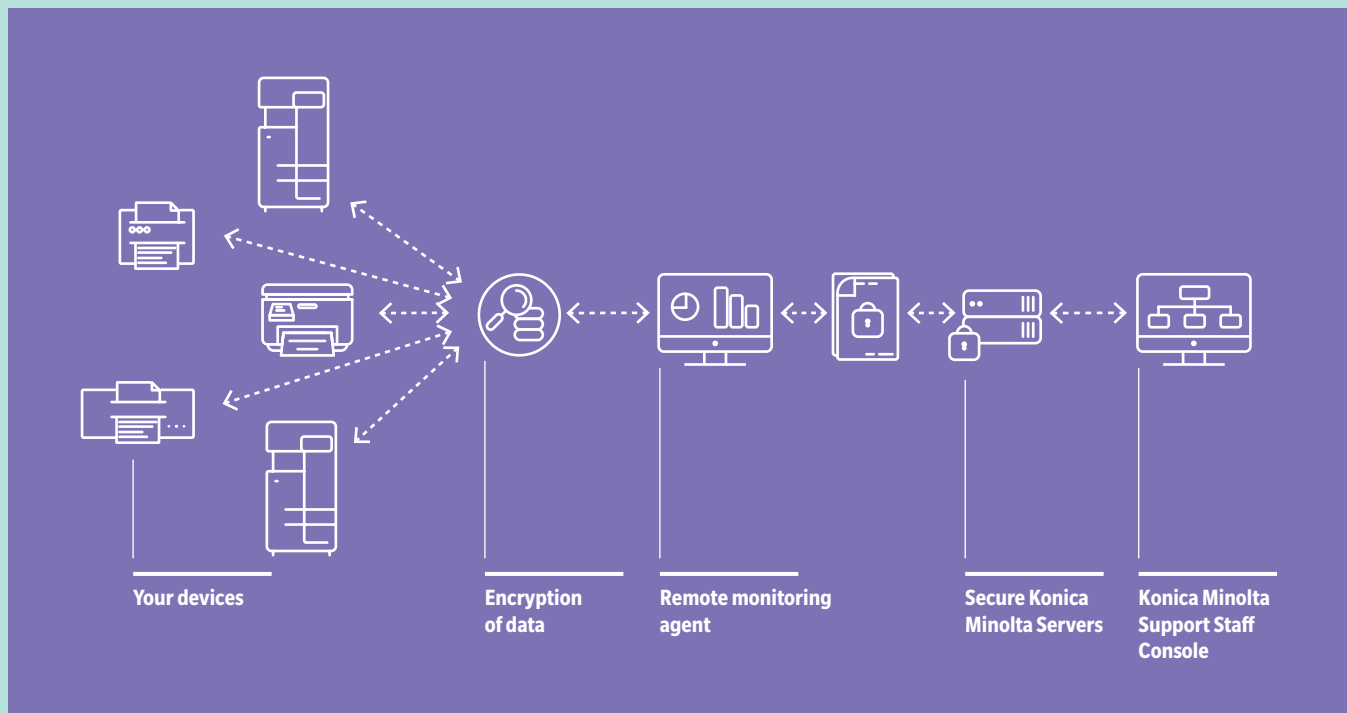 Your devices
Encryption
of data
Remote monitoring
agent
Secure Konica
Minolta Servers
Konica Minolta
Support Staff
Console